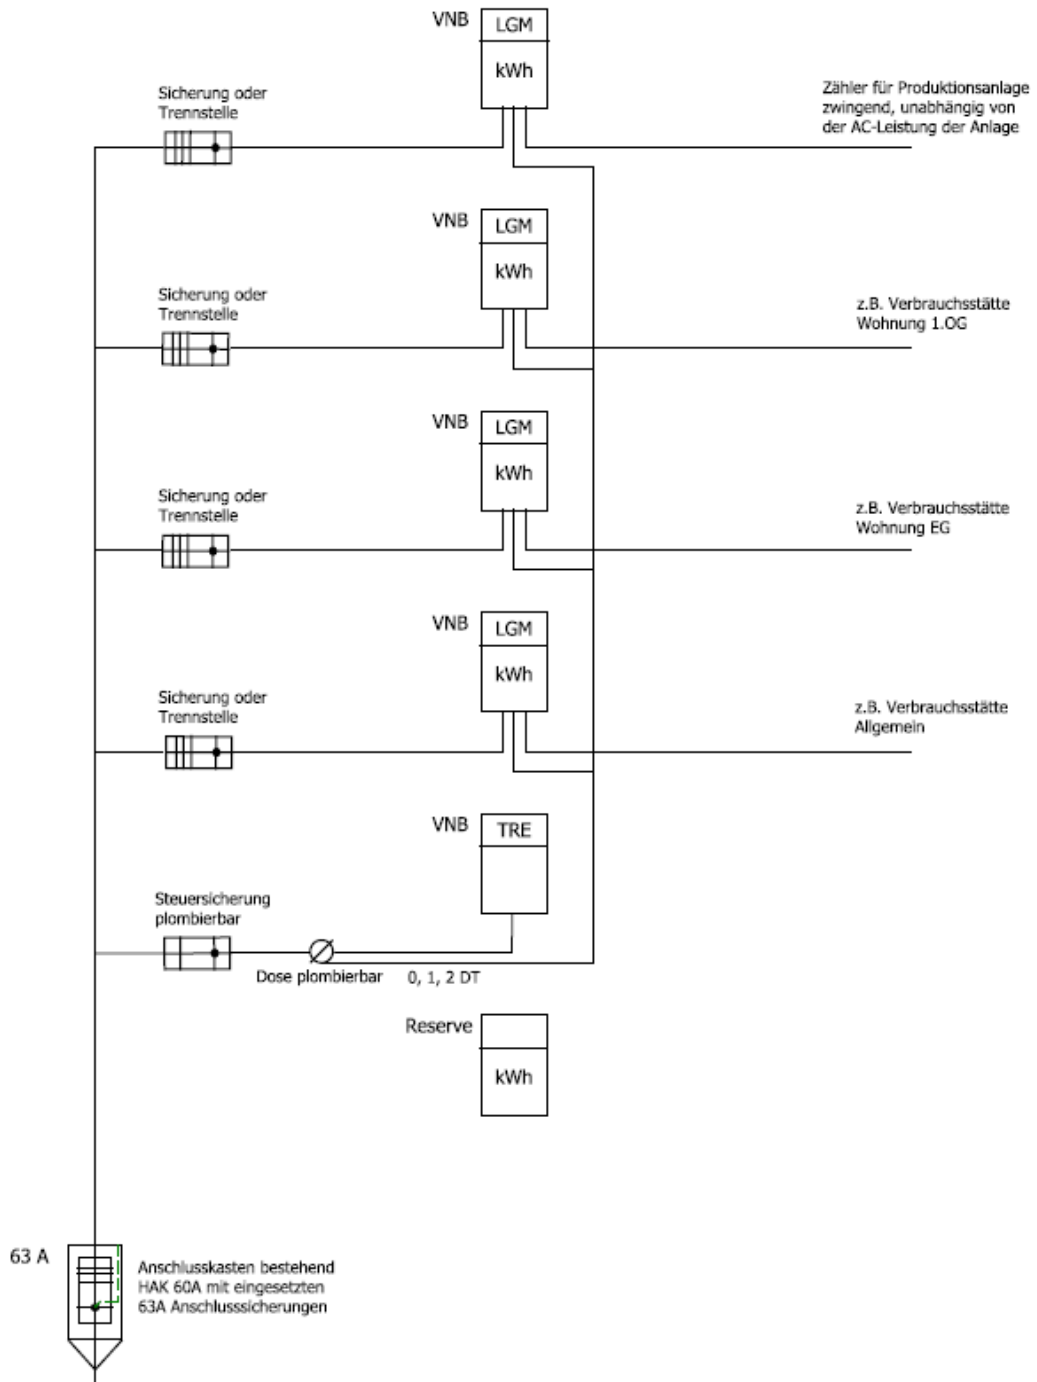 VNB
LGM
kWh
Sicherung oder
Trennstelle
Zähler für Produktionsanlage
zwingend, unabhängig von
der AC-Leistung der Anlage
VNB
LGM
kWh
Sicherung oder
Trennstelle
z.B. Verbrauchsstätte
Wohnung 1.OG
VNB
LGM
kWh
Sicherung oder
Trennstelle
z.B. Verbrauchsstätte
Wohnung EG
VNB
LGM
kWh
Sicherung oder
Trennstelle
z.B. Verbrauchsstätte
Allgemein
VNB
TRE
Steuersicherung
plombierbar
Dose plombierbar
0, 1, 2 DT
Reserve
kWh
63 A
Anschlusskasten bestehend
HAK 60A mit eingesetzten
63A Anschlusssicherungen